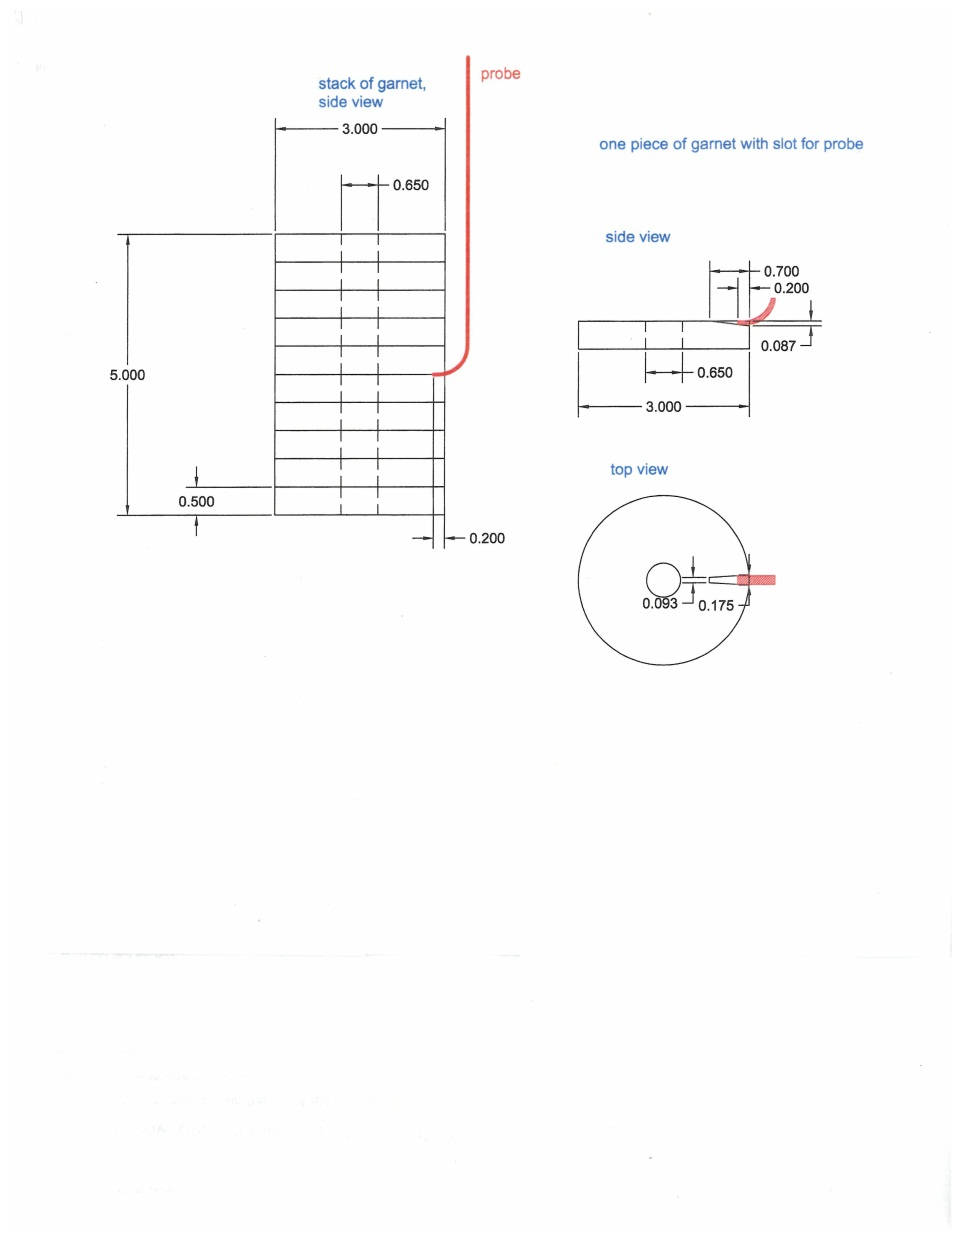 stack of garnet,
side view
probe
3.000
0.650
5.000
0.500
0.200
one piece of garnet with slot for probe
side view
0.700
0.200
0.087
0.650
3.000
top view
0.093
0.175